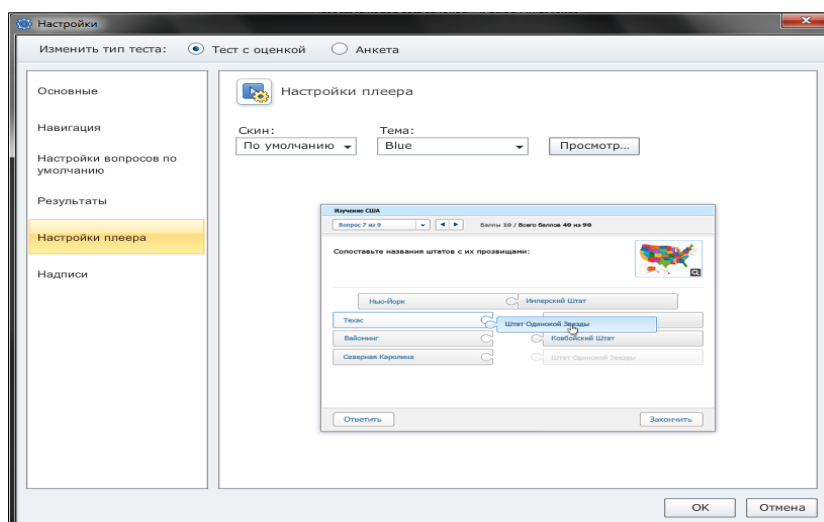 Настройки
Изменить тип теста: Тест с оценкой Анкета
Основные
Навигация
Настройки вопросов по умолчанию
Результаты
Настройки плеера
Надписи
Настройки плеера
Скин: Тема:
По умолчанию Blue Просмотр...
Изучение США
Вопрос 7 из 9 Баллы 10 / Всего баллов 40 из 90
Сопоставьте названия штатов с их прозвищами:
Нью-Йорк Имперский Штат
Техас Штат Одинокой Звезды
Вайоминг Ковбойский Штат
Северная Каролина Штат Одинокой Звезды
Ответить Закончить
OK Отмена